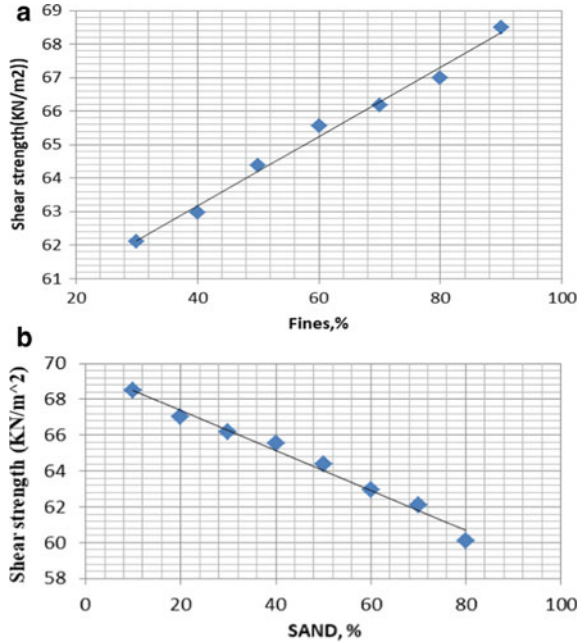 a
Shear strength(KN/m2))
69
68
67
66
65
64
63
62
61
20 40 60 80 100
Fines,%
b
Shear strength (KN/m^2)
70
68
66
64
62
60
58
0 20 40 60 80 100
SAND, %